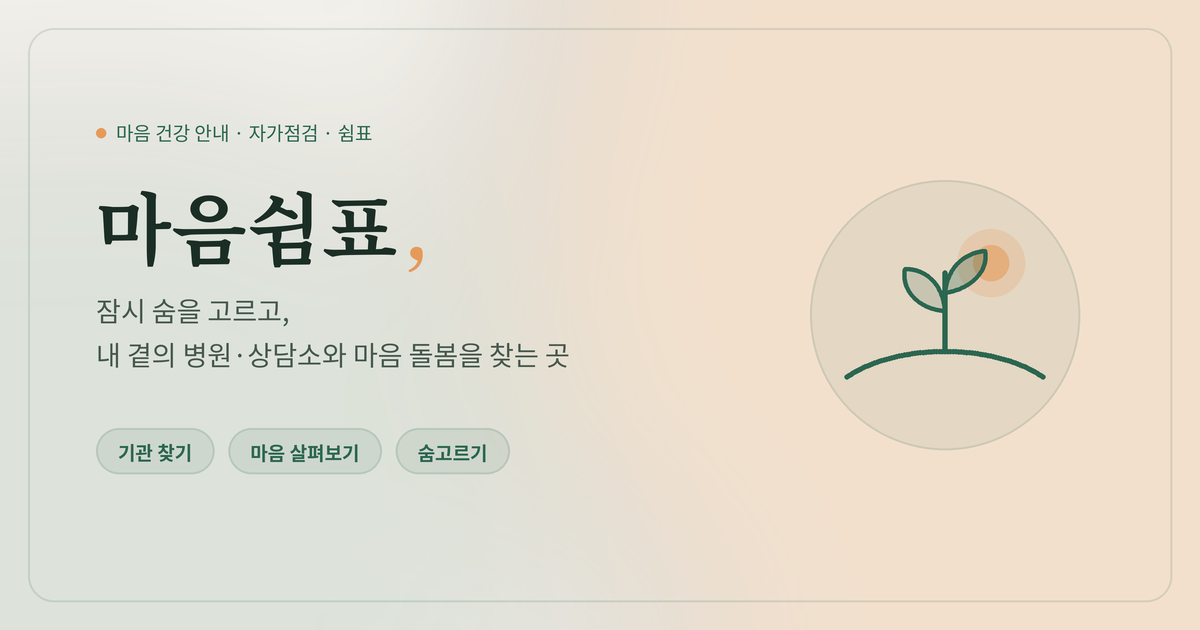 마음 건강 안내 · 자가점검 · 쉼표
마음쉼표,
잠시 숨을 고르고,
내 곁의 병원·상담소와 마음 돌봄을 찾는 곳
기관 찾기
마음 살펴보기
숨고르기